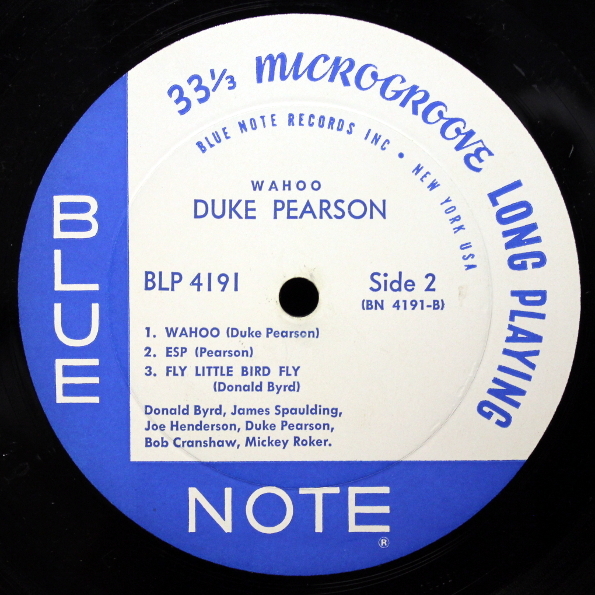 33⅓ MICROGROOVE LONG PLAYING
BLUE NOTE RECORDS INC • NEW YORK USA
WAHOO
DUKE PEARSON
BLP 4191 Side 2
(BN 4191-B)
1. WAHOO (Duke Pearson)
2. ESP (Pearson)
3. FLY LITTLE BIRD FLY
(Donald Byrd)
Donald Byrd, James Spaulding,
Joe Henderson, Duke Pearson,
Bob Cranshaw, Mickey Roker.
BLUE
NOTE
®